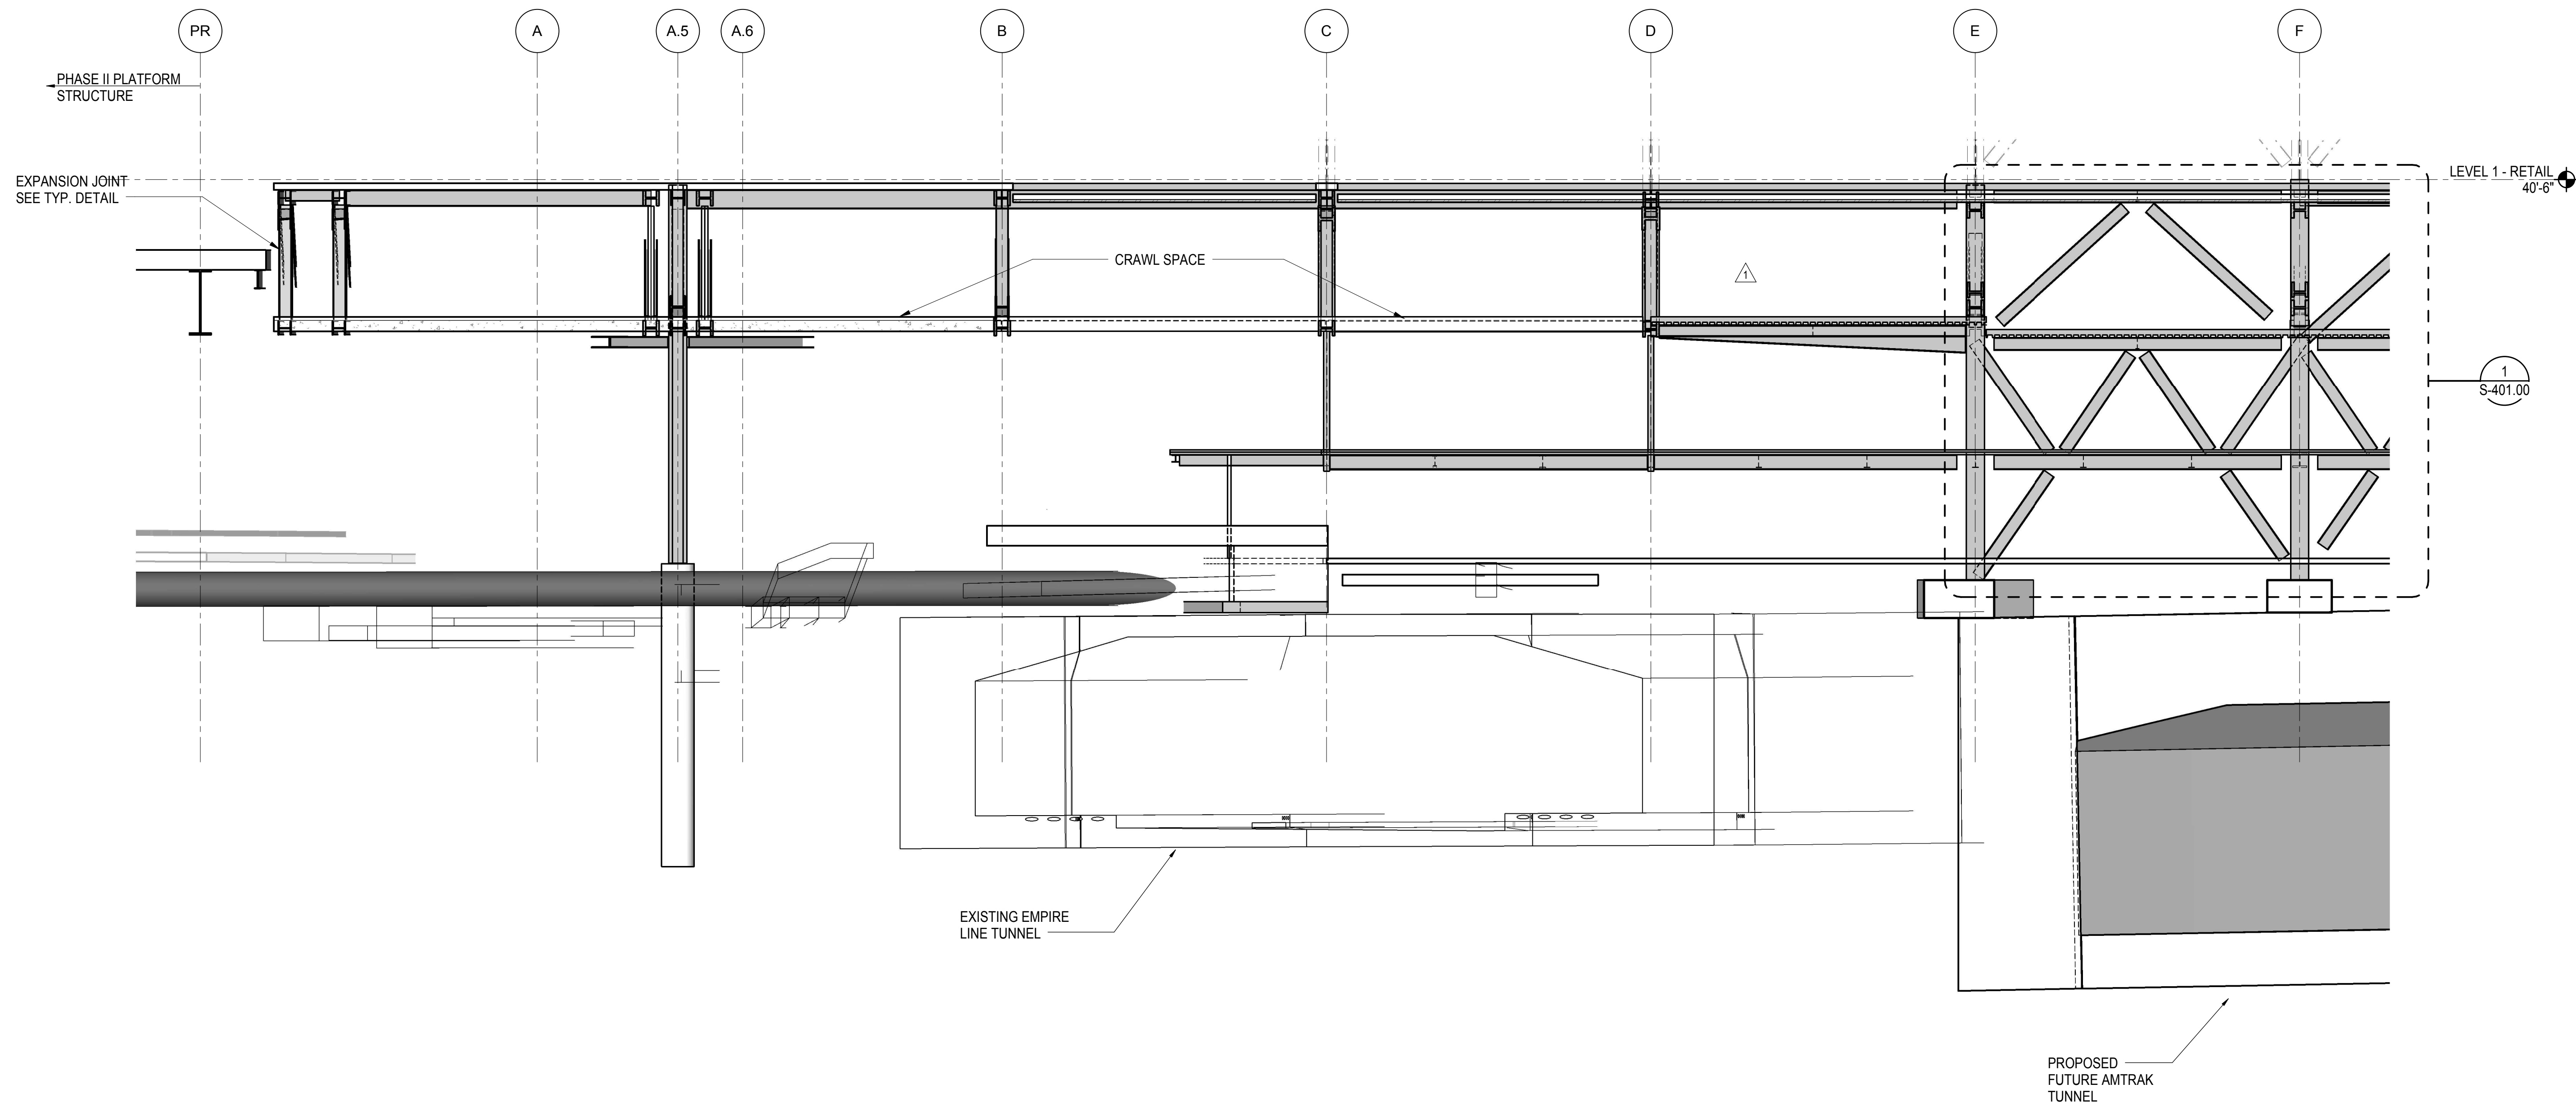 PR
A
A.5
A.6
B
C
D
E
F
PHASE II PLATFORM
STRUCTURE
EXPANSION JOINT
SEE TYP. DETAIL
LEVEL 1 - RETAIL
40'-6"
CRAWL SPACE
1
1
S-401.00
EXISTING EMPIRE
LINE TUNNEL
PROPOSED
FUTURE AMTRAK
TUNNEL